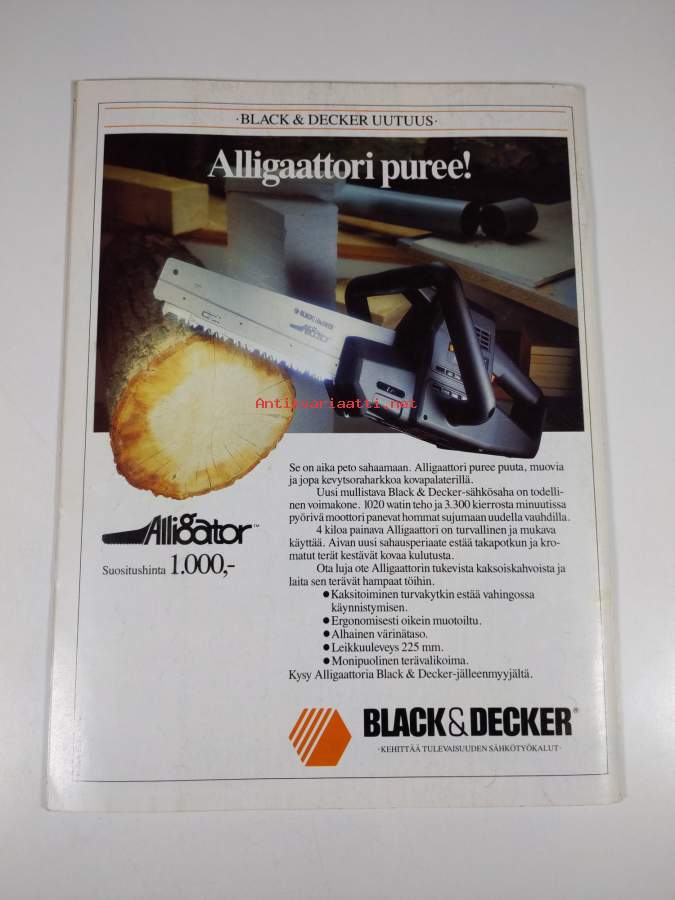 ·BLACK & DECKER UUTUUS·
Alligaattori puree!
BLACK & DECKER
Alligator
Antikvariaatti.net
Se on aika peto sahaamaan. Alligaattori puree puuta, muovia
ja jopa kevytsoraharkkoa kovapalaterillä.
Uusi mullistava Black & Decker-sähkösaha on todelli-
nen voimakone. 1020 watin teho ja 3.300 kierrosta minuutissa
pyörivä moottori panevat hommat sujumaan uudella vauhdilla.
4 kiloa painava Alligaattori on turvallinen ja mukava
käyttää. Aivan uusi sahausperiaate estää takapotkun ja kro-
matut terät kestävät kovaa kulutusta.
Ota luja ote Alligaattorin tukevista kaksoiskahvoista ja
laita sen terävät hampaat töihin.
● Kaksitoiminen turvakytkin estää vahingossa
käynnistymisen.
● Ergonomisesti oikein muotoiltu.
● Alhainen värinätaso.
● Leikkuuleveys 225 mm.
● Monipuolinen terävalikoima.
Kysy Alligaattoria Black & Decker-jälleenmyyjältä.
Alligator™
Suositushinta 1.000,-
BLACK & DECKER®
·KEHITTÄÄ TULEVAISUUDEN SÄHKÖTYÖKALUT·